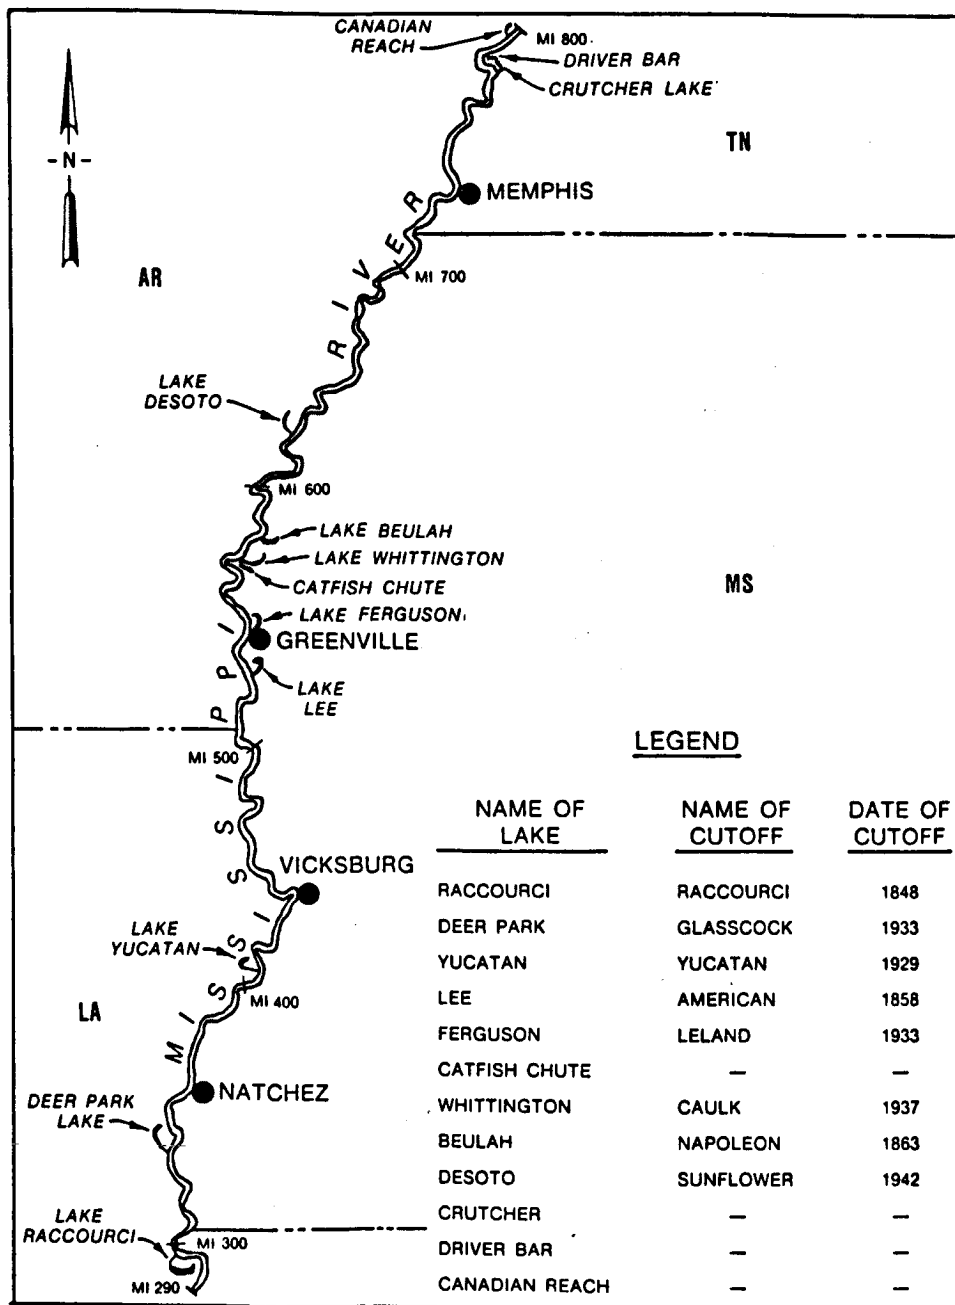 CANADIAN
REACH
MI 800
DRIVER BAR
CRUTCHER LAKE
TN
- N -
MEMPHIS
AR
MI 700
LAKE
DESOTO
MI 600
LAKE BEULAH
LAKE WHITTINGTON
CATFISH CHUTE
MS
LAKE FERGUSON
GREENVILLE
LAKE
LEE
MISSISSIPPI RIVER
MI 500
VICKSBURG
LAKE
YUCATAN
MI 400
LA
NATCHEZ
DEER PARK
LAKE
LAKE
RACCOURCI
MI 300
MI 290
LEGEND
NAME OF LAKE NAME OF CUTOFF DATE OF CUTOFF
RACCOURCI RACCOURCI 1848
DEER PARK GLASSCOCK 1933
YUCATAN YUCATAN 1929
LEE AMERICAN 1858
FERGUSON LELAND 1933
CATFISH CHUTE — —
WHITTINGTON CAULK 1937
BEULAH NAPOLEON 1863
DESOTO SUNFLOWER 1942
CRUTCHER — —
DRIVER BAR — —
CANADIAN REACH — —